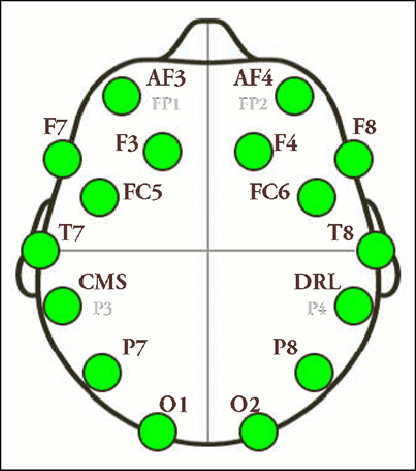 AF3 AF4
FP1 FP2
F7 F8
F3 F4
FC5 FC6
T7 T8
CMS DRL
P3 P4
P7 P8
O1 O2